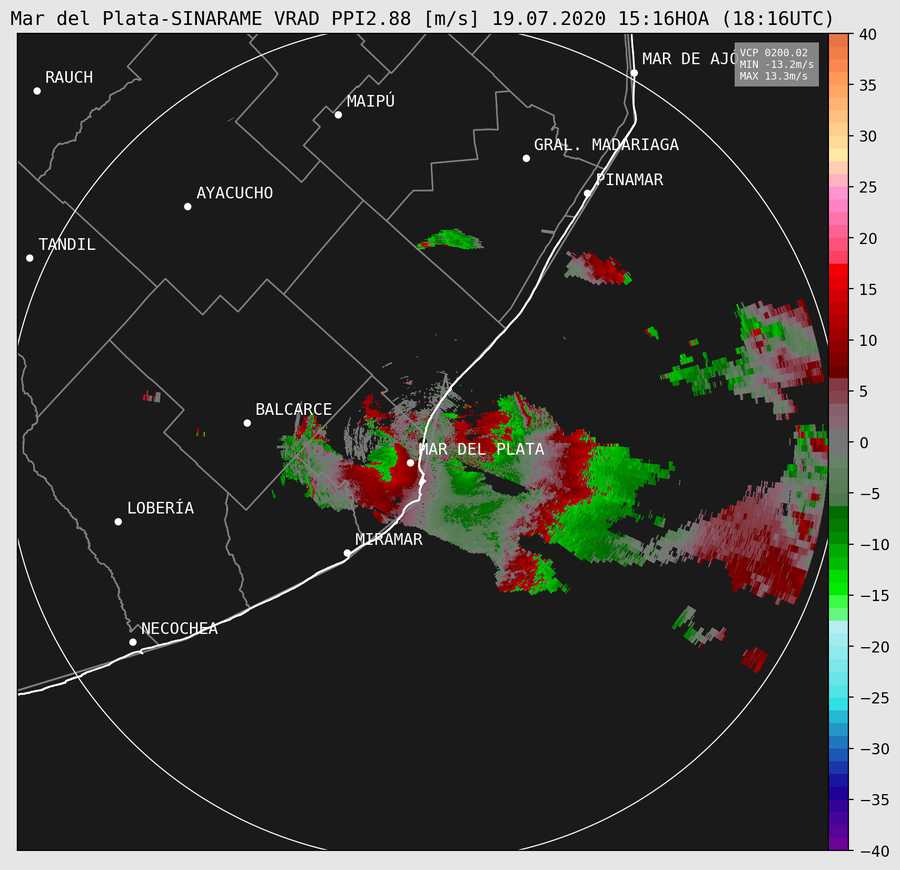 Mar del Plata-SINARAME VRAD PPI2.88 [m/s] 19.07.2020 15:16HOA (18:16UTC)
VCP 0200.02
MIN -13.2m/s
MAX 13.3m/s
MAR DE AJÓ
RAUCH
MAIPÚ
GRAL. MADARIAGA
PINAMAR
AYACUCHO
TANDIL
BALCARCE
MAR DEL PLATA
LOBERÍA
MIRAMAR
NECOCHEA
40
35
30
25
20
15
10
5
0
−5
−10
−15
−20
−25
−30
−35
−40